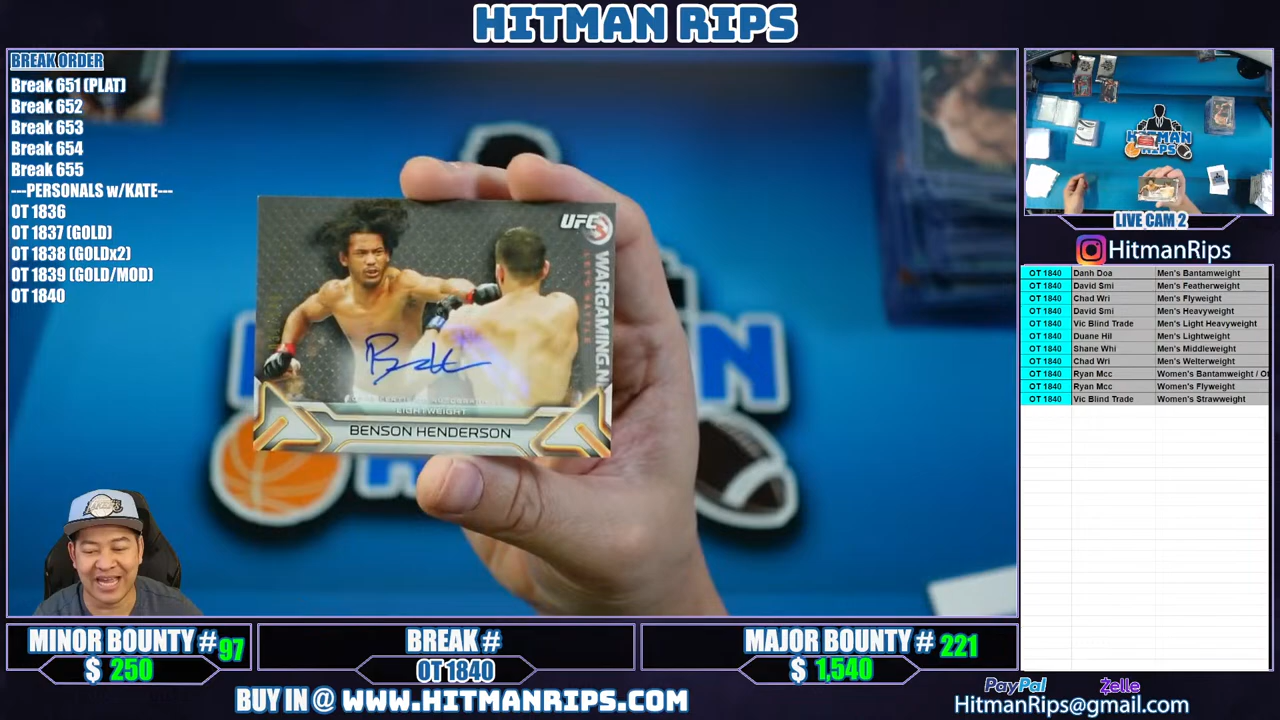 HITMAN RIPS
BREAK ORDER
Break 651 (PLAT)
Break 652
Break 653
Break 654
Break 655
---PERSONALS w/KATE---
OT 1836
OT 1837 (GOLD)
OT 1838 (GOLDx2)
OT 1839 (GOLD/MOD)
OT 1840
UFC
WARGAMING.N
LET'S BATTLE
EIGHTWEIGHT
BENSON HENDERSON
HITMAN
RIPS
LIVE CAM 2
HitmanRips
OT 1840 Danh Doa Men's Bantamweight
OT 1840 David Smi Men's Featherweight
OT 1840 Chad Wri Men's Flyweight
OT 1840 David Smi Men's Heavyweight
OT 1840 Vic Blind Trade Men's Light Heavyweight
OT 1840 Duane Hil Men's Lightweight
OT 1840 Shane Whi Men's Middleweight
OT 1840 Chad Wri Men's Welterweight
OT 1840 Ryan Mcc Women's Bantamweight / Ot
OT 1840 Ryan Mcc Women's Flyweight
OT 1840 Vic Blind Trade Women's Strawweight
MINOR BOUNTY # 97
$ 250
BREAK #
OT 1840
MAJOR BOUNTY # 221
$ 1,540
BUY IN @ WWW.HITMANRIPS.COM
PayPal Zelle
HitmanRips@gmail.com